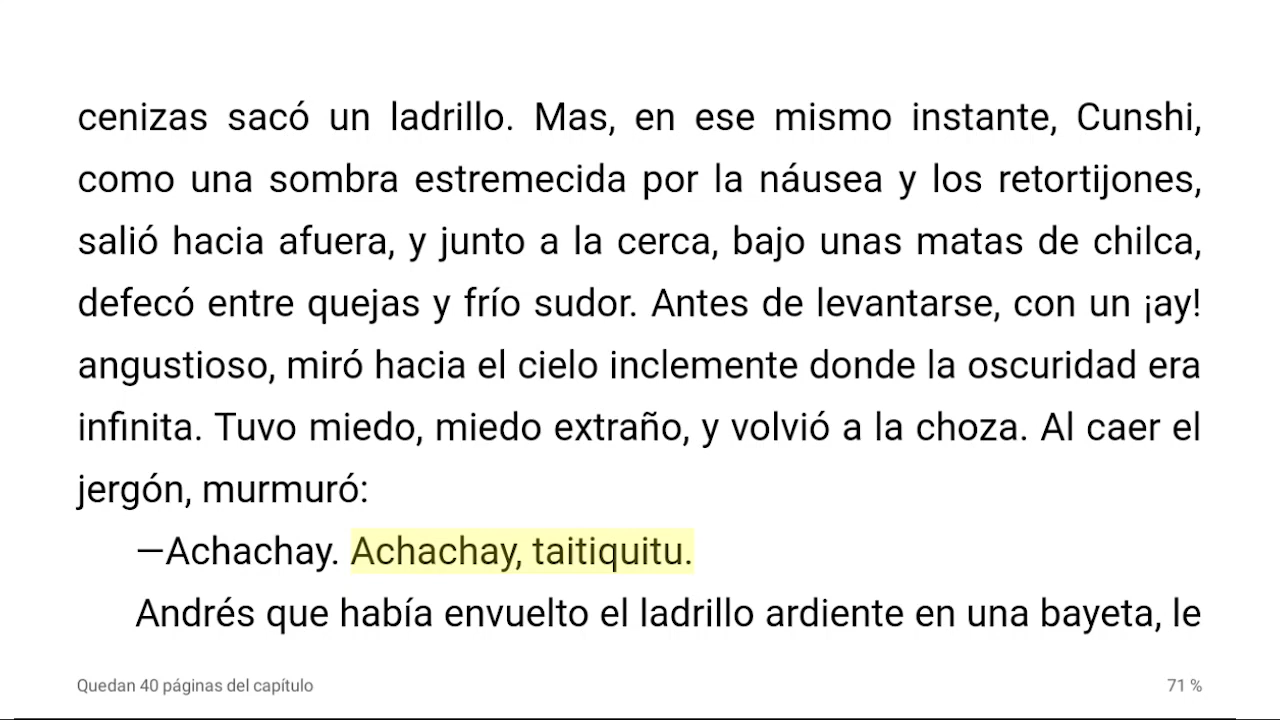 cenizas sacó un ladrillo. Mas, en ese mismo instante, Cunshi,
como una sombra estremecida por la náusea y los retortijones,
salió hacia afuera, y junto a la cerca, bajo unas matas de chilca,
defecó entre quejas y frío sudor. Antes de levantarse, con un ¡ay!
angustioso, miró hacia el cielo inclemente donde la oscuridad era
infinita. Tuvo miedo, miedo extraño, y volvió a la choza. Al caer el
jergón, murmuró:
—Achachay. Achachay, taitiquitu.
Andrés que había envuelto el ladrillo ardiente en una bayeta, le
Quedan 40 páginas del capítulo
71 %